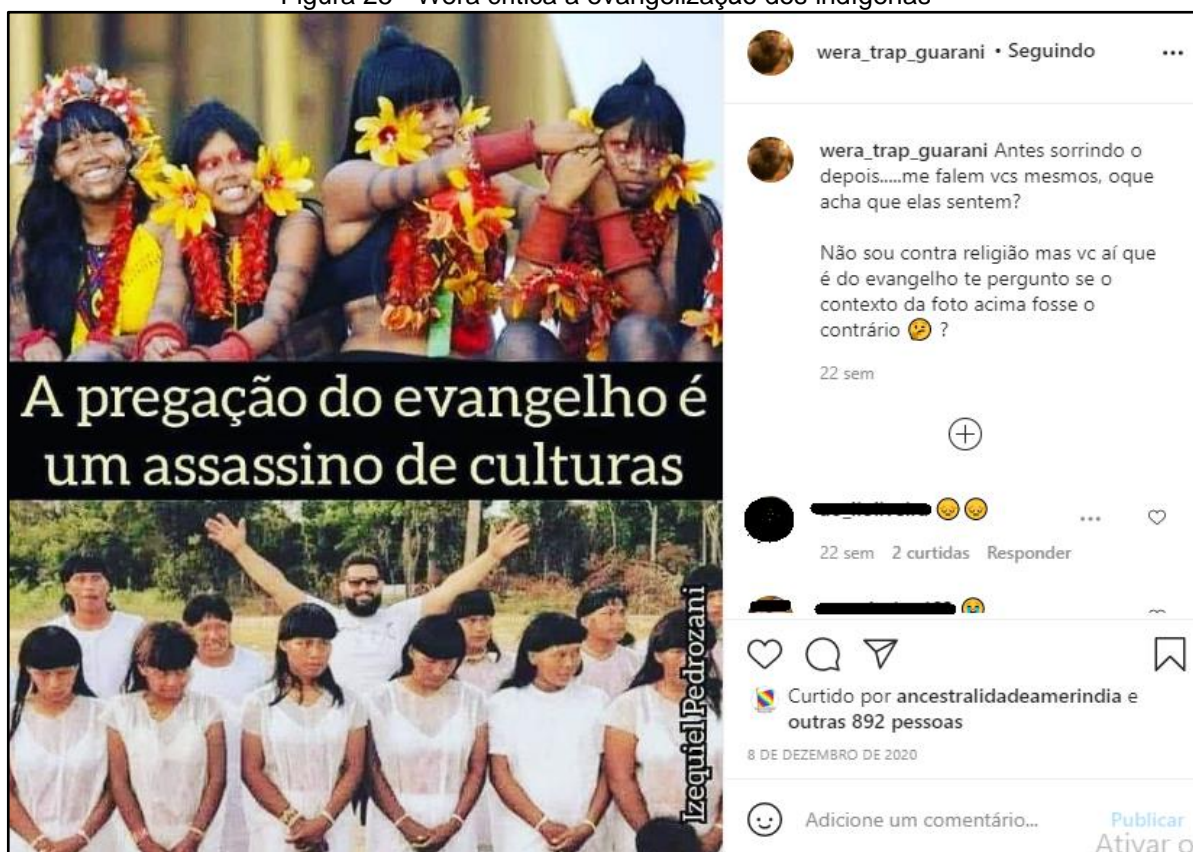 Figura 28 - Werá critica a evangelização dos indígenas
wera_trap_guarani • Seguindo
wera_trap_guarani Antes sorrindo o
depois.....me falem vcs mesmos, oque
acha que elas sentem?
Não sou contra religião mas vc aí que
é do evangelho te pergunto se o
contexto da foto acima fosse o
contrário 🤔 ?
22 sem
A pregação do evangelho é
um assassino de culturas
Izequiel Pedrozani
22 sem 2 curtidas Responder
Curtido por ancestralidadeamerindia e
outras 892 pessoas
8 DE DEZEMBRO DE 2020
Adicione um comentário... Publicar
Ativar o